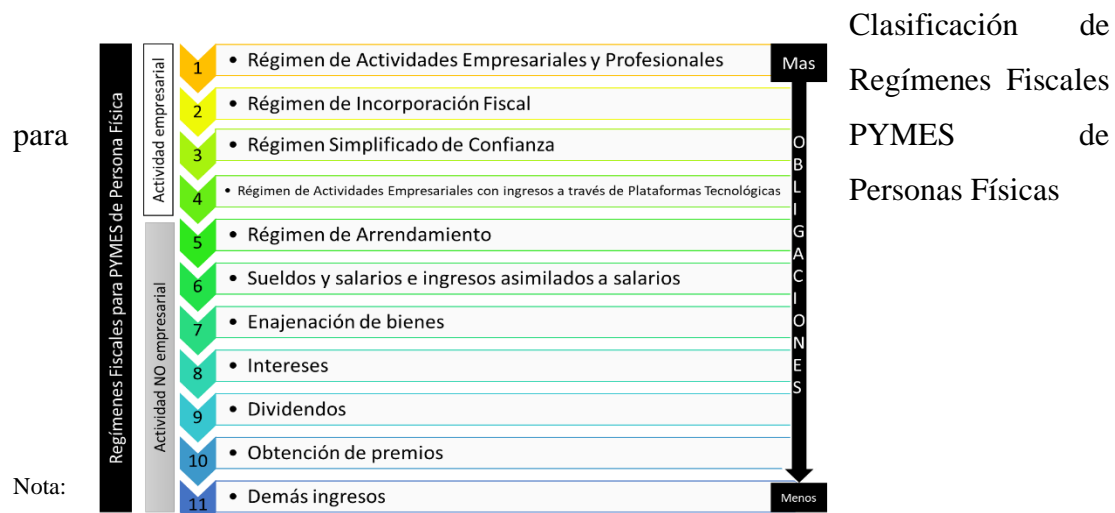 Clasificación de
Regímenes Fiscales
para PYMES de
Personas Físicas
Regímenes Fiscales para PYMES de Persona Física
Actividad empresarial
Actividad NO empresarial
1 • Régimen de Actividades Empresariales y Profesionales
2 • Régimen de Incorporación Fiscal
3 • Régimen Simplificado de Confianza
4 • Régimen de Actividades Empresariales con ingresos a través de Plataformas Tecnológicas
5 • Régimen de Arrendamiento
6 • Sueldos y salarios e ingresos asimilados a salarios
7 • Enajenación de bienes
8 • Intereses
9 • Dividendos
10 • Obtención de premios
11 • Demás ingresos
Mas
OBLIGACIONES
Menos
Nota: